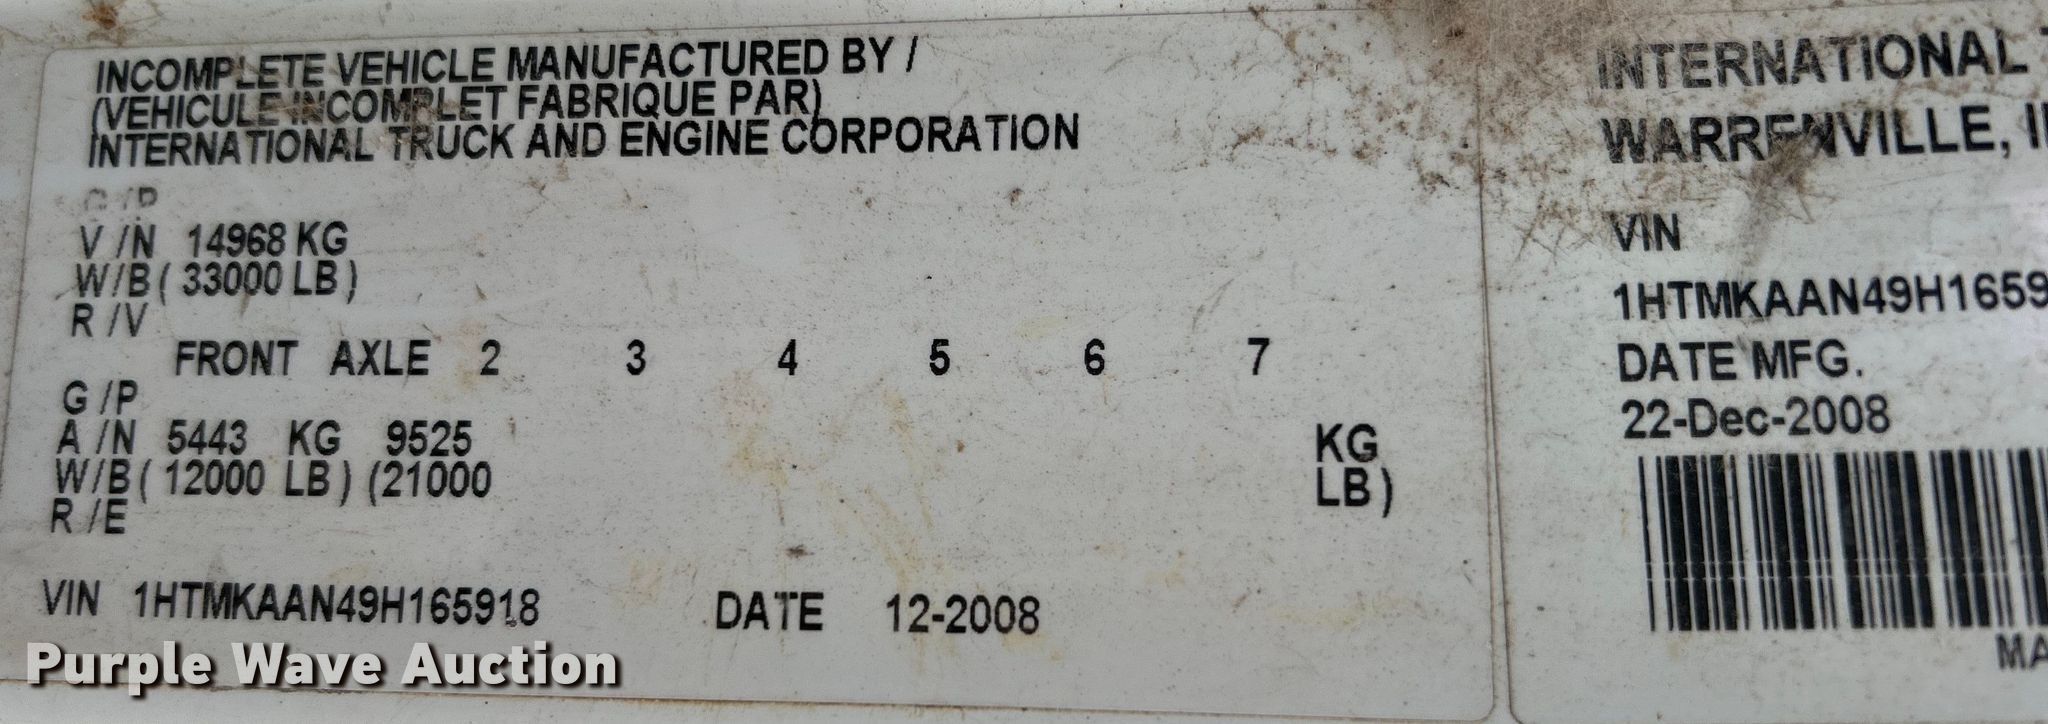 INCOMPLETE VEHICLE MANUFACTURED BY /
(VEHICULE INCOMPLET FABRIQUE PAR)
INTERNATIONAL TRUCK AND ENGINE CORPORATION
G /P
V /N 14968 KG
W/B ( 33000 LB )
R /V
FRONT AXLE 2 3 4 5 6 7
G /P
A /N 5443 KG 9525 KG
W/B ( 12000 LB ) (21000 LB )
R /E
VIN 1HTMKAAN49H165918 DATE 12-2008
INTERNATIONAL
WARRENVILLE,
VIN
1HTMKAAN49H1659
DATE MFG.
22-Dec-2008
MA
Purple Wave Auction